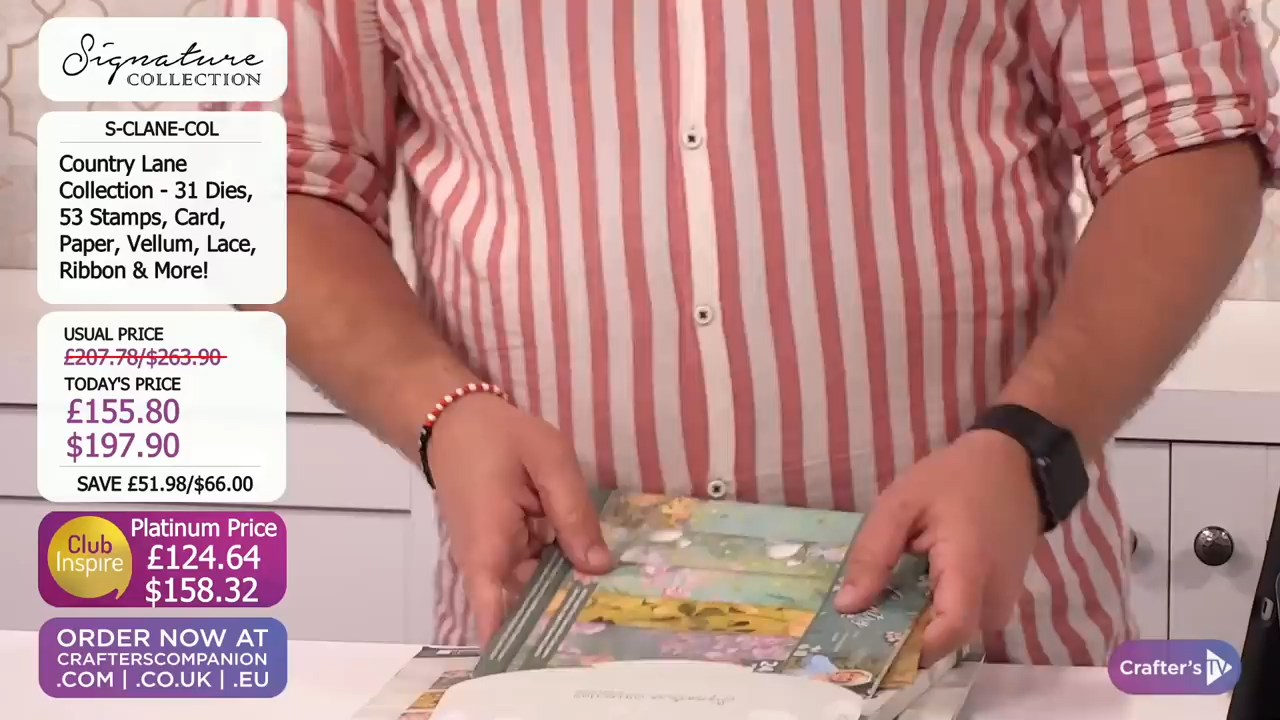 Signature
COLLECTION
S-CLANE-COL
Country Lane
Collection - 31 Dies,
53 Stamps, Card,
Paper, Vellum, Lace,
Ribbon & More!
USUAL PRICE
£207.78/$263.90
TODAY'S PRICE
£155.80
$197.90
SAVE £51.98/$66.00
Club
Inspire
Platinum Price
£124.64
$158.32
ORDER NOW AT
CRAFTERSCOMPANION
.COM | .CO.UK | .EU
Crafter's TV